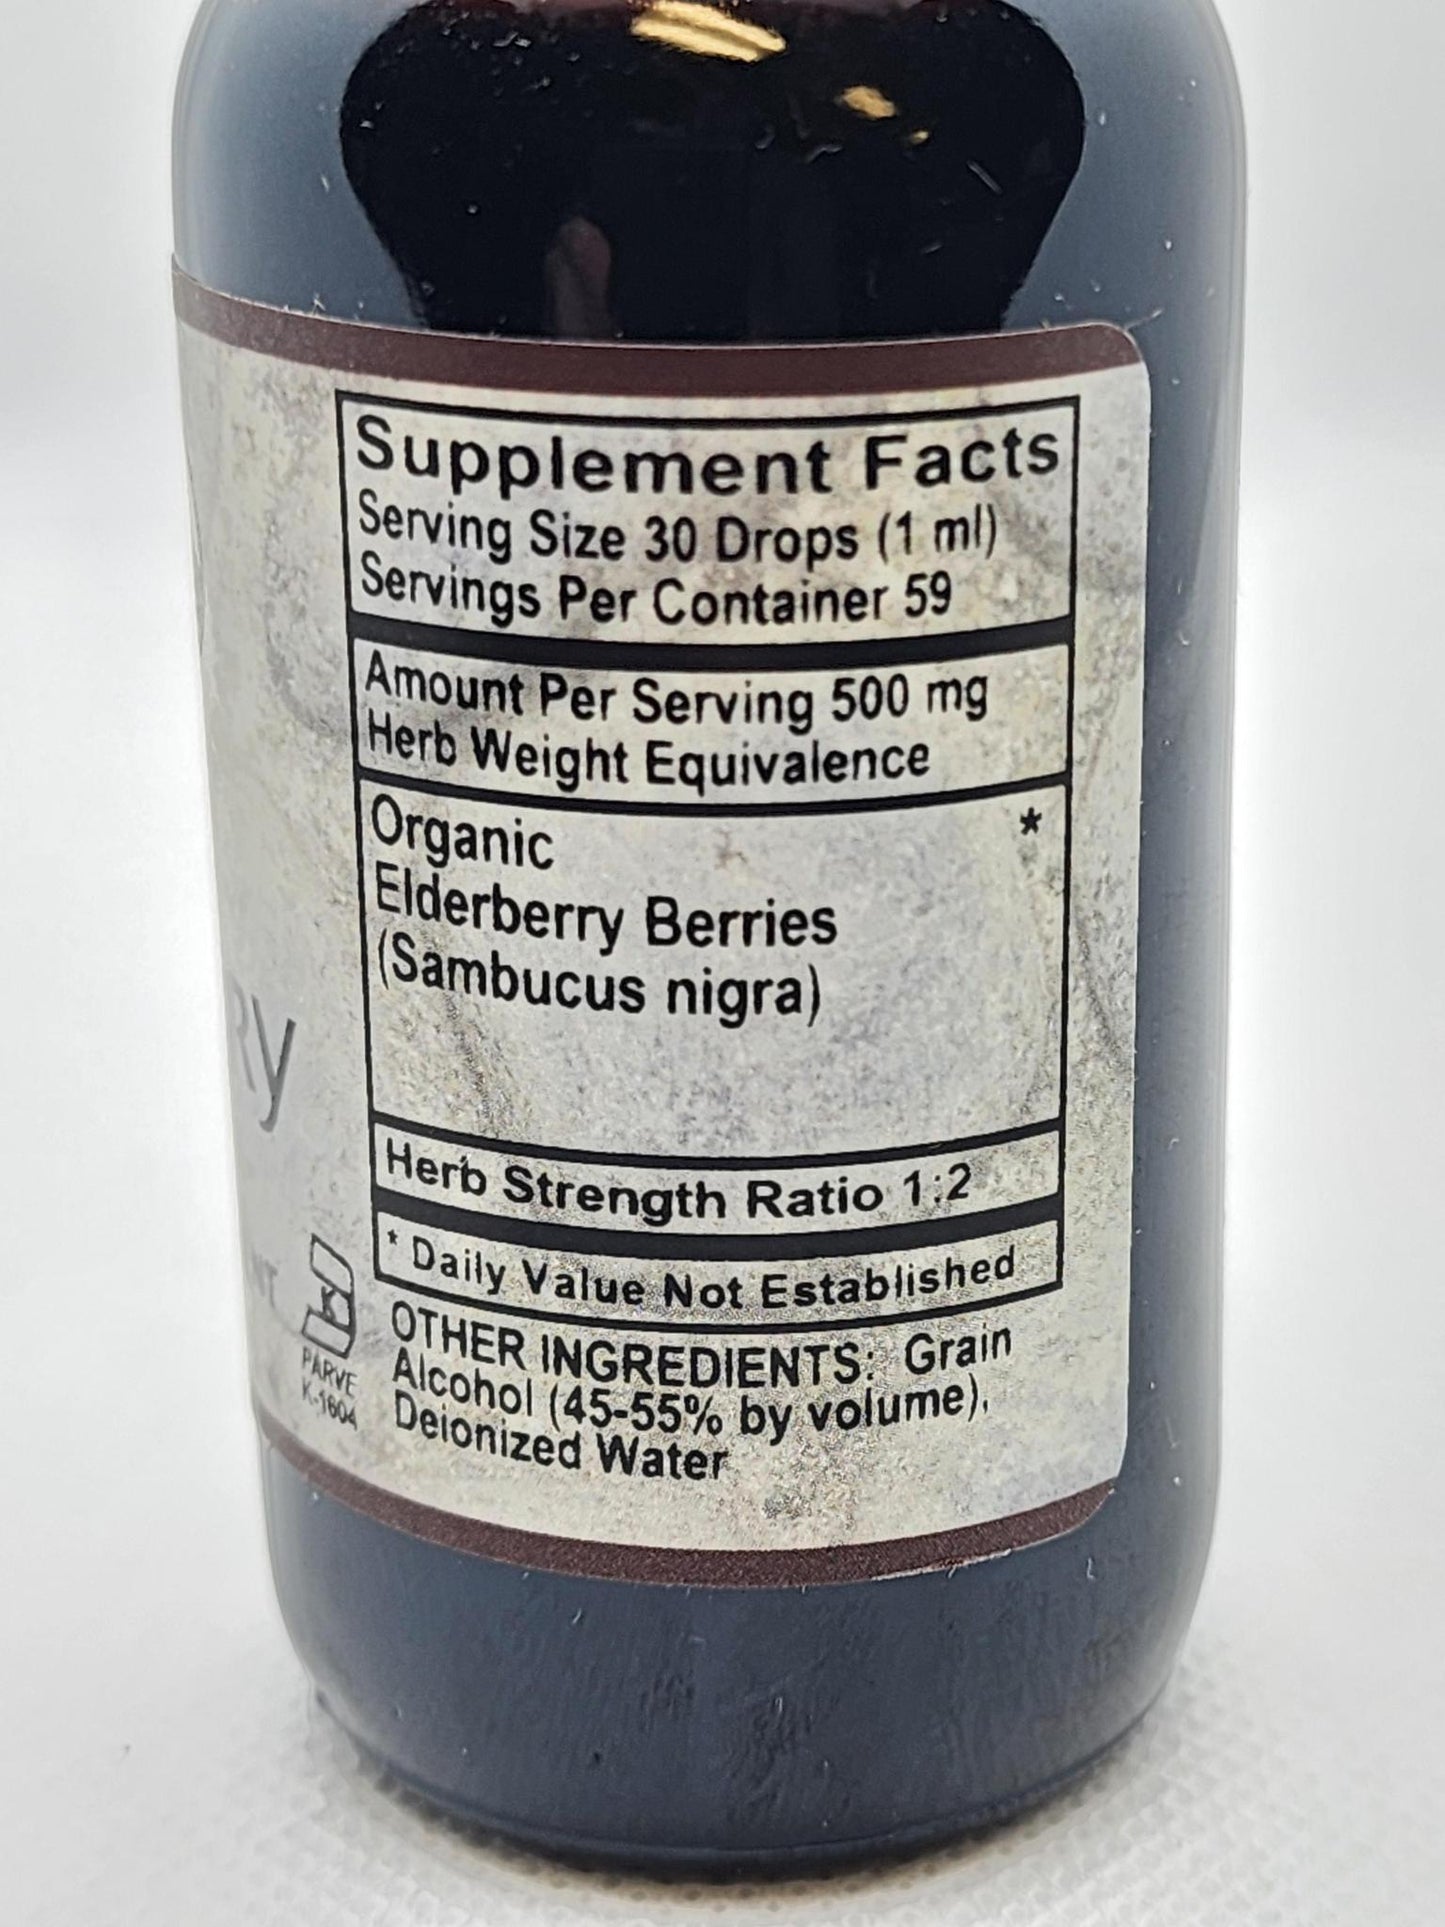 Supplement Facts
Serving Size 30 Drops (1 ml)
Servings Per Container 59
Amount Per Serving 500 mg
Herb Weight Equivalence
Organic *
Elderberry Berries
(Sambucus nigra)
Herb Strength Ratio 1:2
* Daily Value Not Established
OTHER INGREDIENTS: Grain
Alcohol (45-55% by volume),
Deionized Water
K
PARVE
K-1604